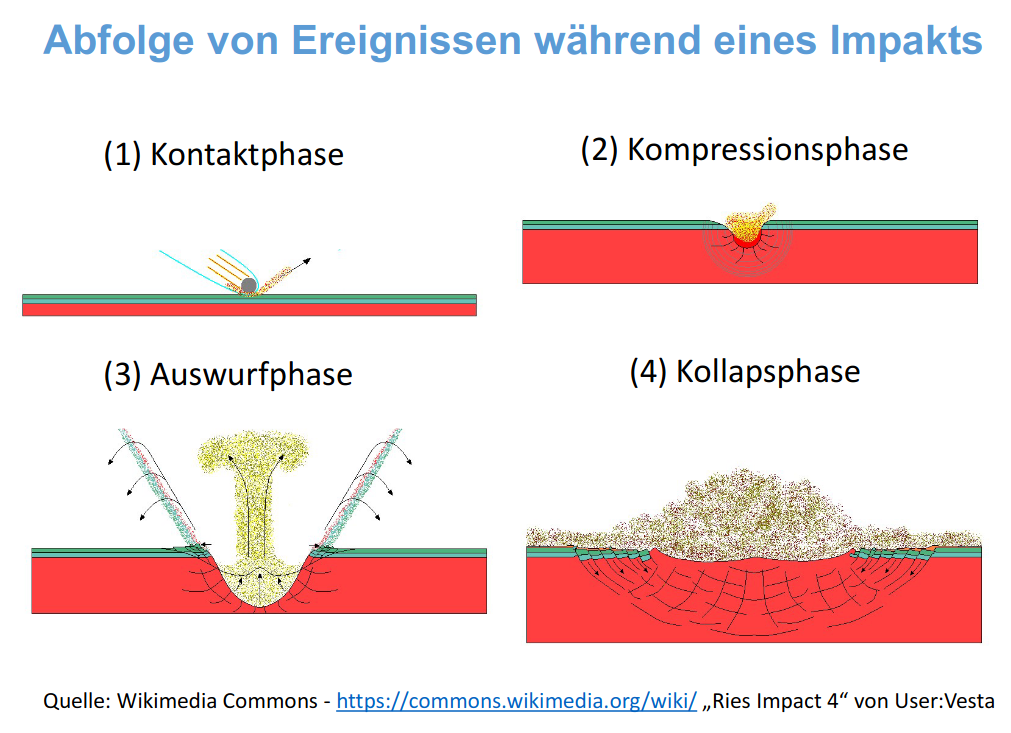 Abfolge von Ereignissen während eines Impakts
(1) Kontaktphase
(2) Kompressionsphase
(3) Auswurfphase
(4) Kollapsphase
Quelle: Wikimedia Commons - https://commons.wikimedia.org/wiki/ „Ries Impact 4“ von User:Vesta